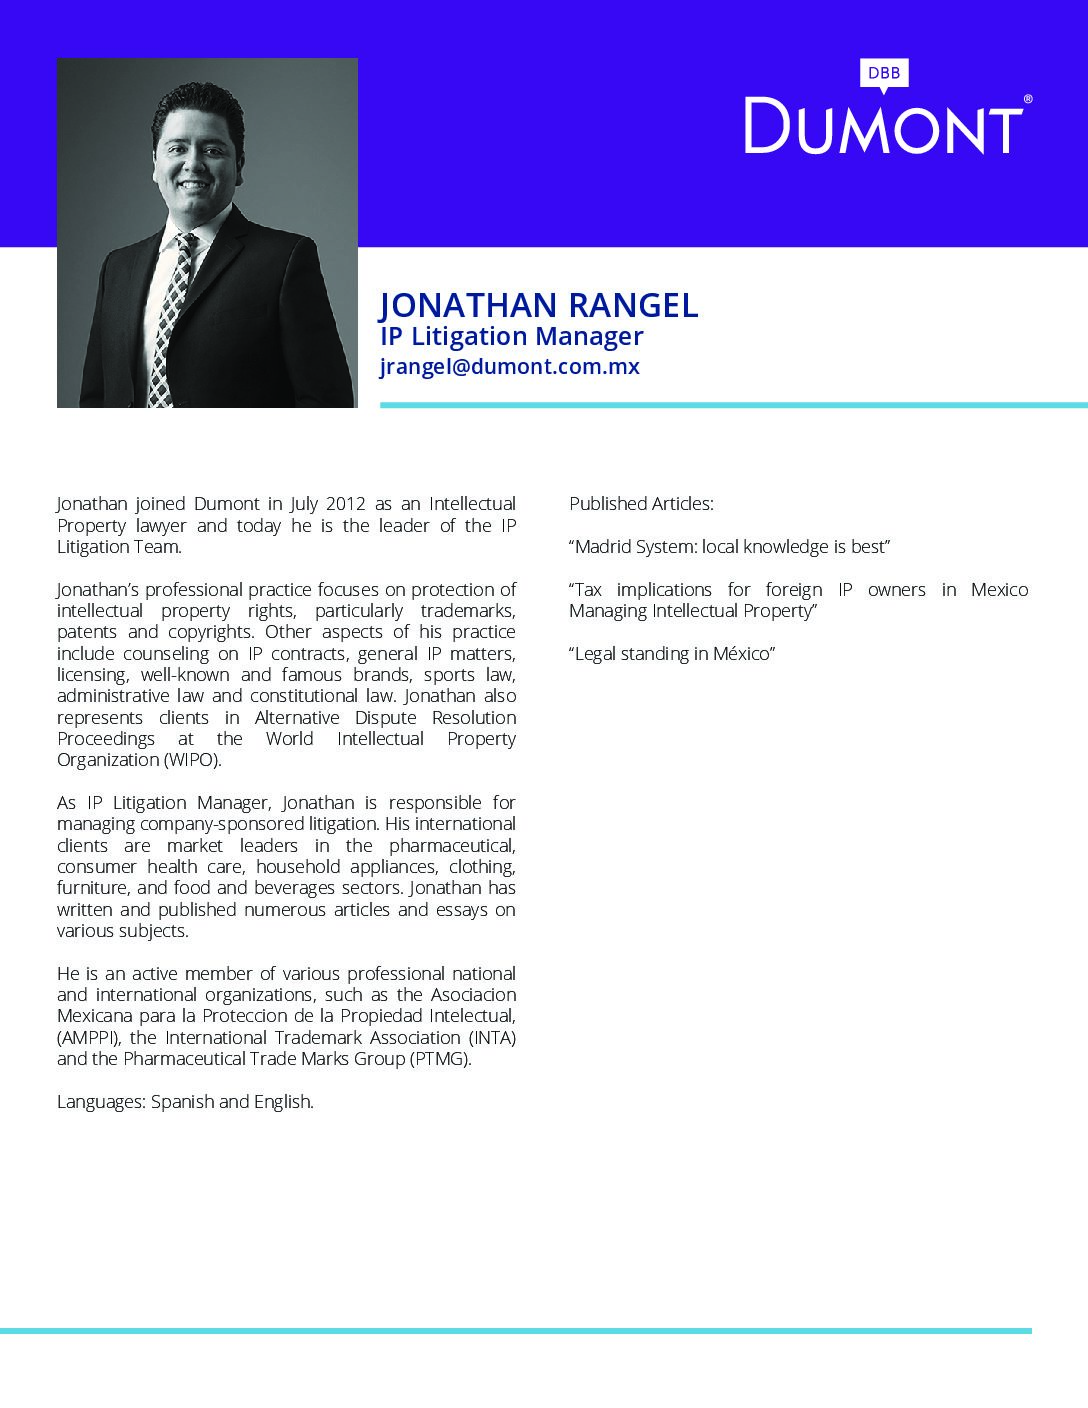 DBB
DUMONT®
JONATHAN RANGEL
IP Litigation Manager
jrangel@dumont.com.mx
Jonathan joined Dumont in July 2012 as an Intellectual
Property lawyer and today he is the leader of the IP
Litigation Team.
Jonathan’s professional practice focuses on protection of
intellectual property rights, particularly trademarks,
patents and copyrights. Other aspects of his practice
include counseling on IP contracts, general IP matters,
licensing, well-known and famous brands, sports law,
administrative law and constitutional law. Jonathan also
represents clients in Alternative Dispute Resolution
Proceedings at the World Intellectual Property
Organization (WIPO).
As IP Litigation Manager, Jonathan is responsible for
managing company-sponsored litigation. His international
clients are market leaders in the pharmaceutical,
consumer health care, household appliances, clothing,
furniture, and food and beverages sectors. Jonathan has
written and published numerous articles and essays on
various subjects.
He is an active member of various professional national
and international organizations, such as the Asociacion
Mexicana para la Proteccion de la Propiedad Intelectual,
(AMPPI), the International Trademark Association (INTA)
and the Pharmaceutical Trade Marks Group (PTMG).
Languages: Spanish and English.
Published Articles:
“Madrid System: local knowledge is best”
“Tax implications for foreign IP owners in Mexico
Managing Intellectual Property”
“Legal standing in México”